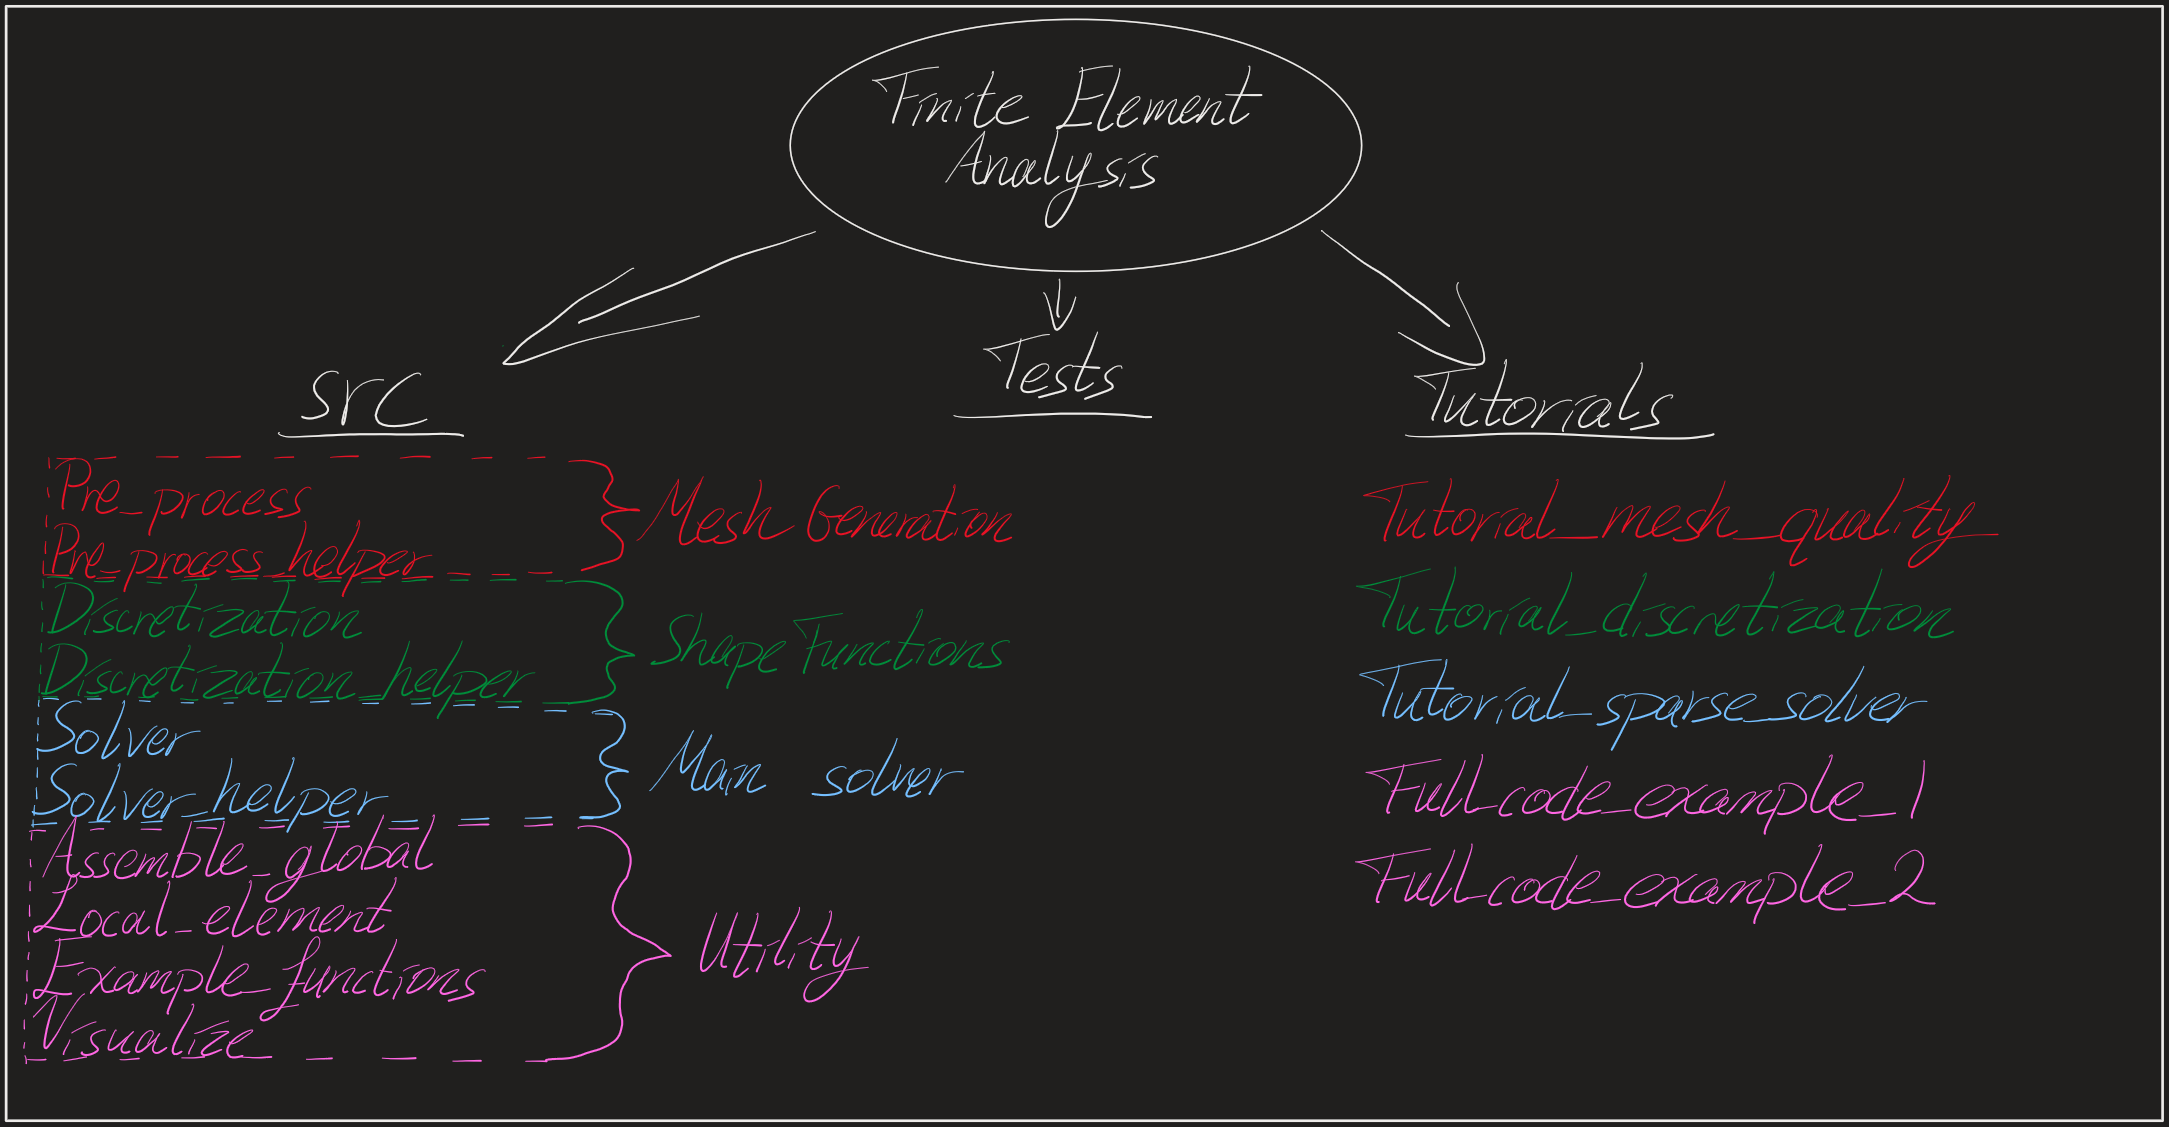 Finite Element
Analysis
Src
Tests
Tutorials
Pre_process
Pre_process_helper
Mesh Generation
Discretization
Discretization_helper
Shape Functions
Solver
Solver_helper
Main solver
Assemble_global
Local_element
Example_functions
Visualize
Utility
Tutorial_mesh_quality
Tutorial_discretization
Tutorial_sparse_solver
Full_code_example_1
Full_code_example_2